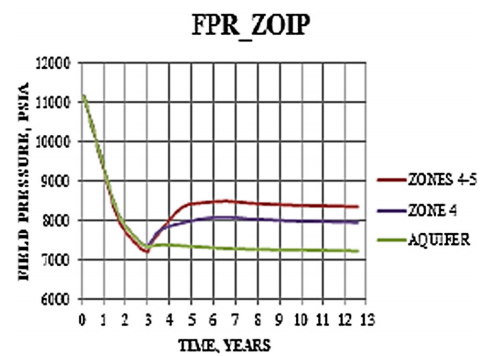 FPR_ZOIP
FIELD PRESSURE, PSIA
12000
11000
10000
9000
8000
7000
6000
0 1 2 3 4 5 6 7 8 9 10 11 12 13
TIME, YEARS
ZONES 4-5
ZONE 4
AQUIFER